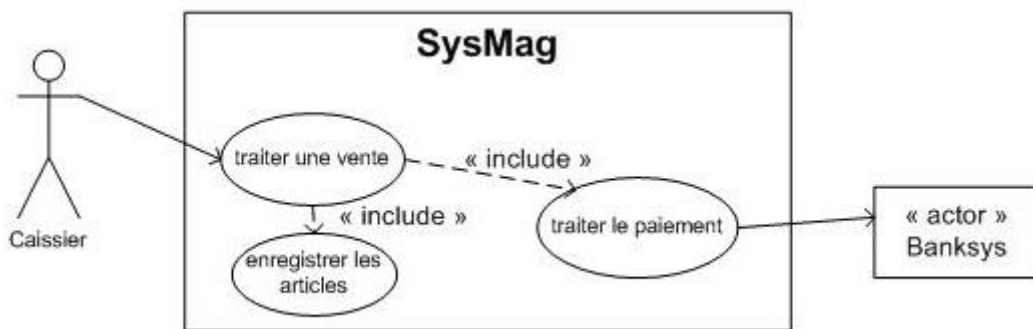 SysMag
traiter une vente
« include »
« include »
traiter le paiement
« actor »
Banksys
Caissier
enregistrer les
articles